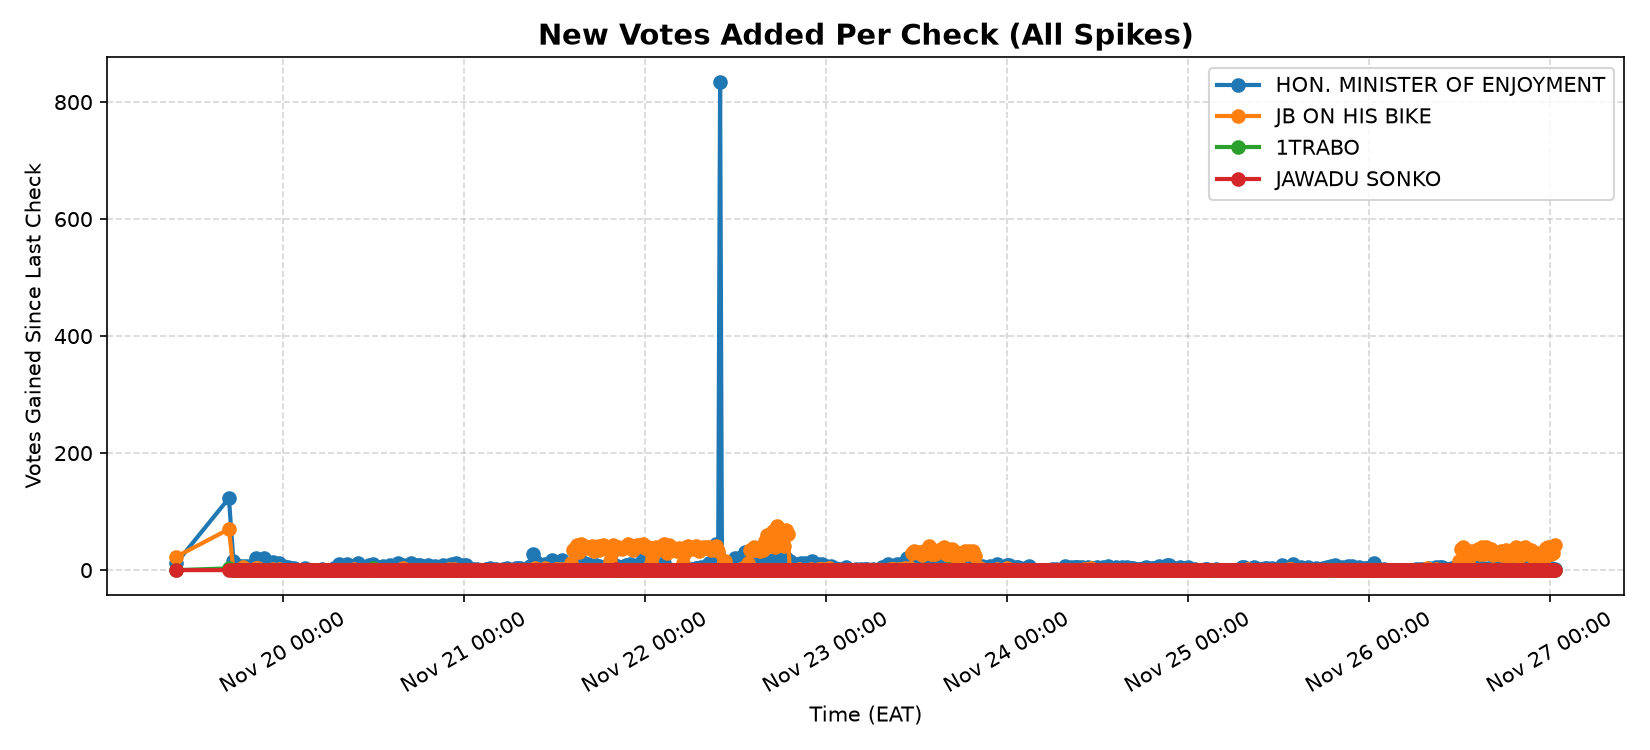 New Votes Added Per Check (All Spikes)
HON. MINISTER OF ENJOYMENT
JB ON HIS BIKE
1TRABO
JAWADU SONKO
Votes Gained Since Last Check
800
600
400
200
0
Nov 20 00:00
Nov 21 00:00
Nov 22 00:00
Nov 23 00:00
Nov 24 00:00
Nov 25 00:00
Nov 26 00:00
Nov 27 00:00
Time (EAT)